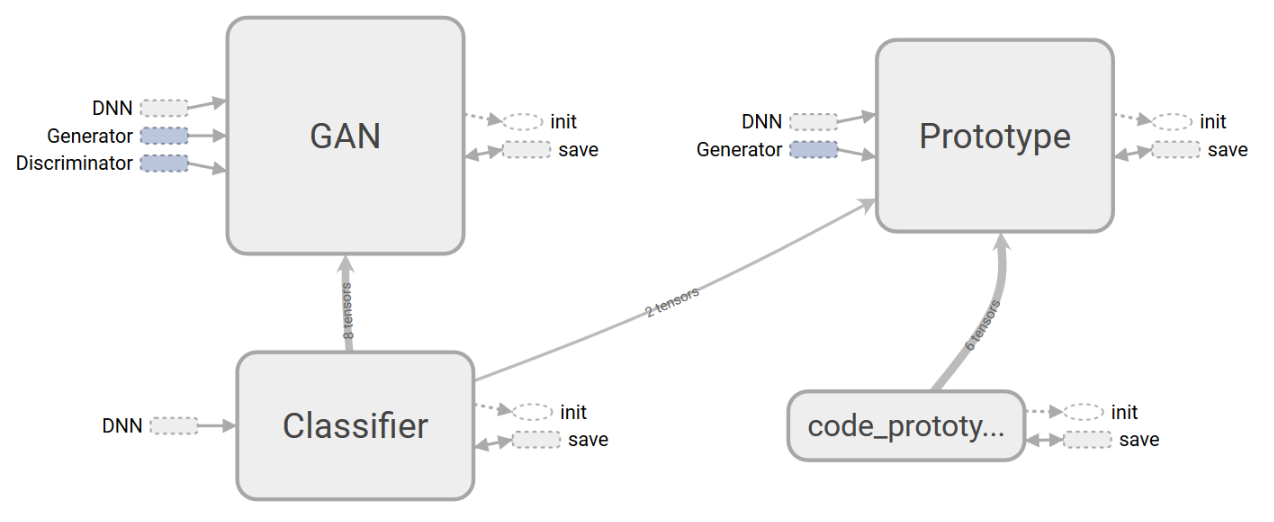 DNN
Generator
Discriminator
GAN
init
save
DNN
Generator
Prototype
init
save
8 tensors
2 tensors
6 tensors
DNN
Classifier
init
save
code_prototy...
init
save